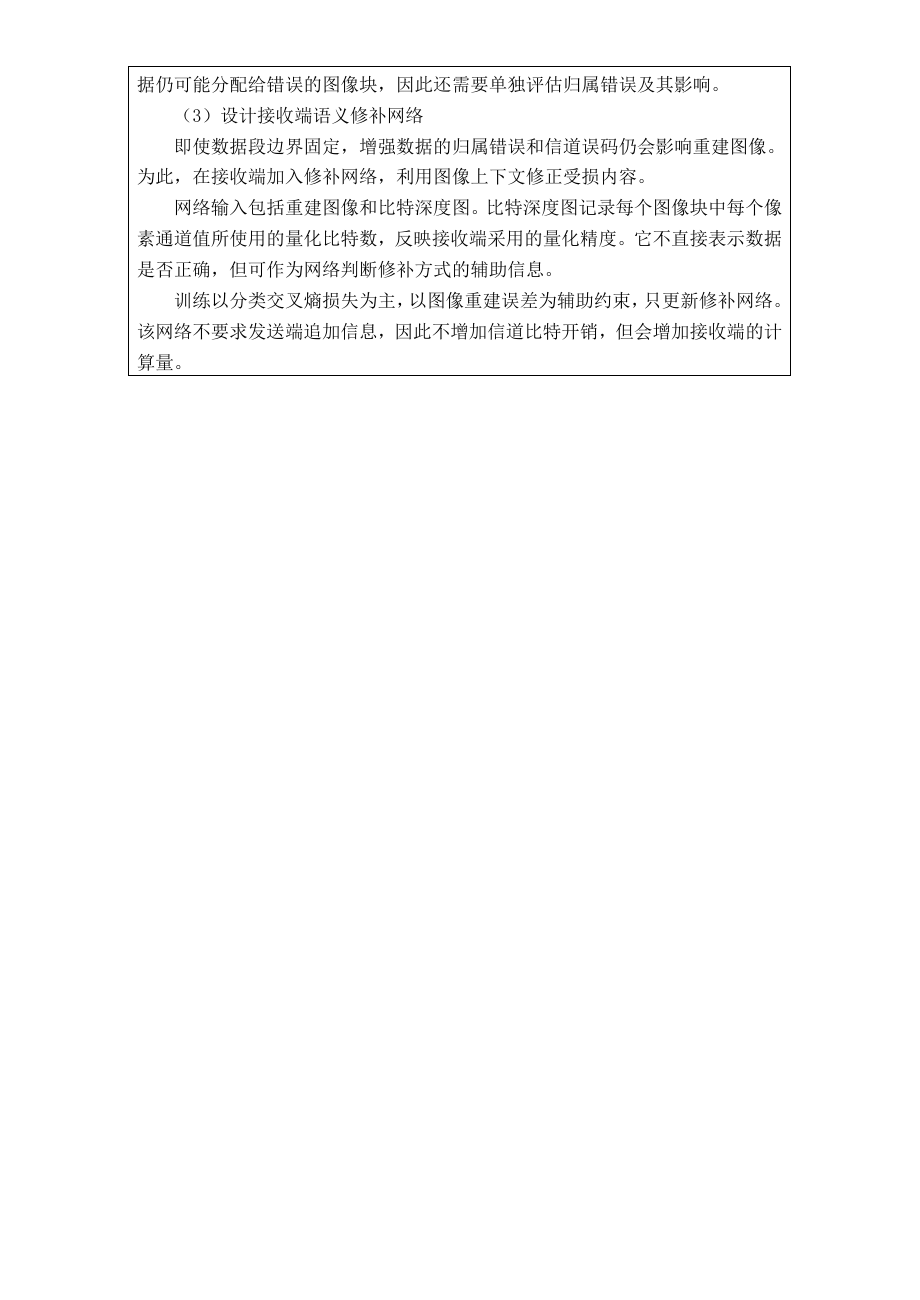 据仍可能分配给错误的图像块，因此还需要单独评估归属错误及其影响。
（3）设计接收端语义修补网络
即使数据段边界固定，增强数据的归属错误和信道误码仍会影响重建图像。
为此，在接收端加入修补网络，利用图像上下文修正受损内容。
网络输入包括重建图像和比特深度图。比特深度图记录每个图像块中每个像
素通道值所使用的量化比特数，反映接收端采用的量化精度。它不直接表示数据
是否正确，但可作为网络判断修补方式的辅助信息。
训练以分类交叉熵损失为主，以图像重建误差为辅助约束，只更新修补网络。
该网络不要求发送端追加信息，因此不增加信道比特开销，但会增加接收端的计
算量。